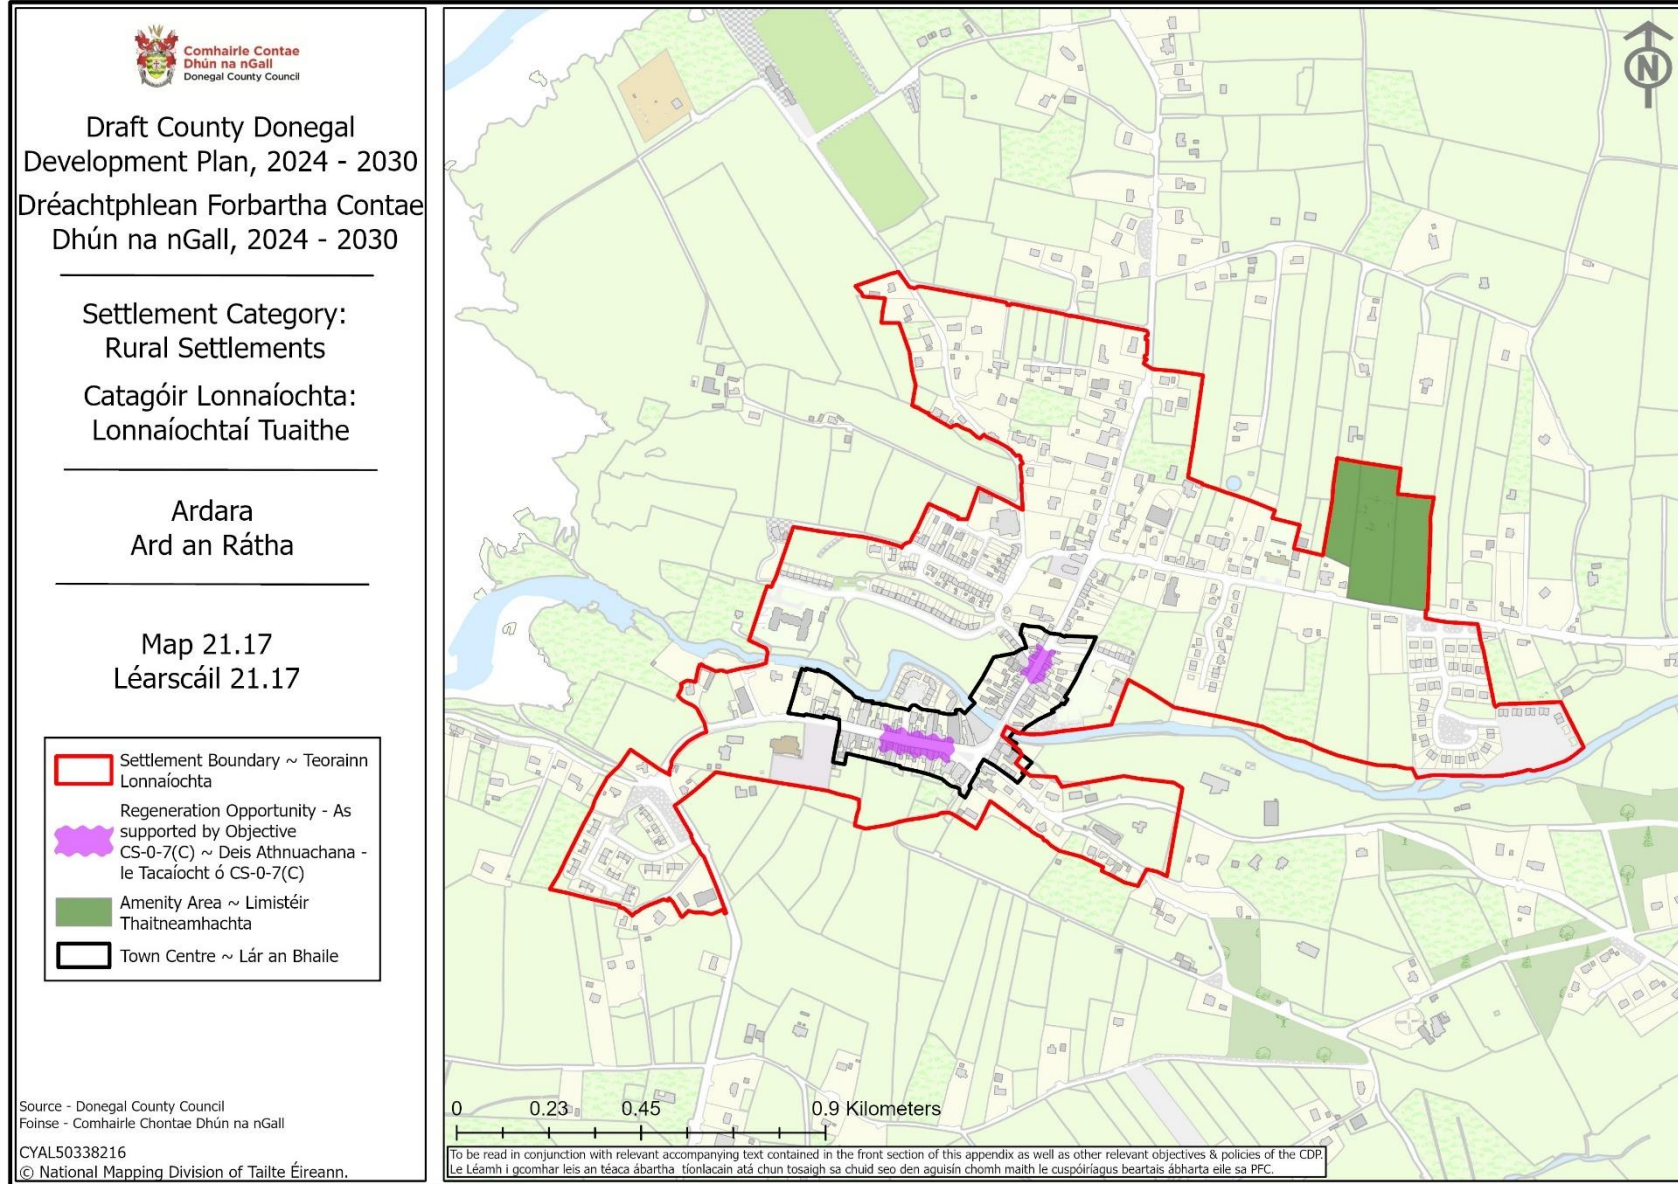 Comhairle Contae
Dhún na nGall
Donegal County Council
Draft County Donegal
Development Plan, 2024 - 2030
Dréachtphlean Forbartha Contae
Dhún na nGall, 2024 - 2030
Settlement Category:
Rural Settlements
Catagóir Lonnaíochta:
Lonnaíochtaí Tuaithe
Ardara
Ard an Rátha
Map 21.17
Léarscáil 21.17
Settlement Boundary ~ Teorainn
Lonnaíochta
Regeneration Opportunity - As
supported by Objective
CS-0-7(C) ~ Deis Athnuachana -
le Tacaíocht ó CS-0-7(C)
Amenity Area ~ Limistéir
Thaitneamhachta
Town Centre ~ Lár an Bhaile
Source - Donegal County Council
Foinse - Comhairle Chontae Dhún na nGall
CYAL50338216
© National Mapping Division of Tailte Éireann.
N
0 0.23 0.45 0.9 Kilometers
To be read in conjunction with relevant accompanying text contained in the front section of this appendix as well as other relevant objectives & policies of the CDP.
Le Léamh i gcomhar leis an téaca ábartha tíonlacain atá chun tosaigh sa chuid seo den aguisín chomh maith le cuspóiríagus beartais ábharta eile sa PFC.